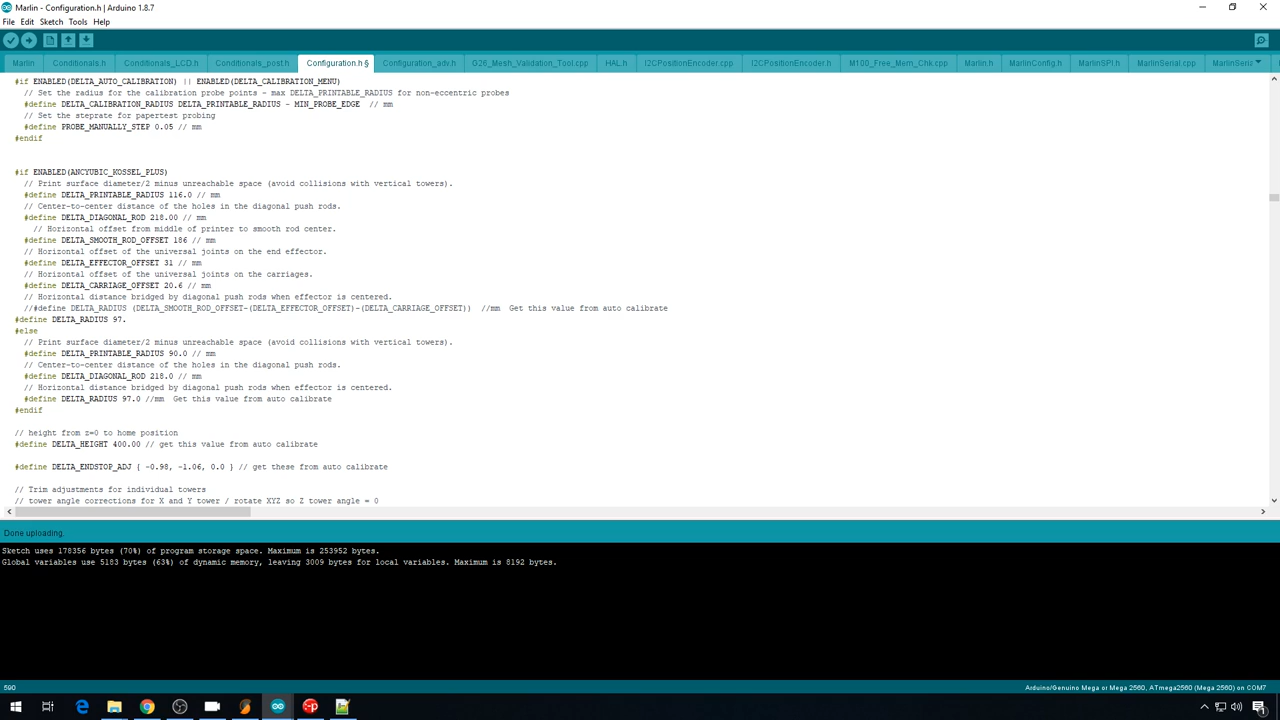 Marlin - Configuration.h | Arduino 1.8.7
File Edit Sketch Tools Help
Marlin Conditionals.h Conditionals_LCD.h Conditionals_post.h Configuration.h § Configuration_adv.h G26_Mesh_Validation_Tool.cpp HAL.h I2CPositionEncoder.cpp I2CPositionEncoder.h M100_Free_Mem_Chk.cpp Marlin.h MarlinConfig.h MarlinSPI.h MarlinSerial.cpp MarlinSeria
#if ENABLED(DELTA_AUTO_CALIBRATION) || ENABLED(DELTA_CALIBRATION_MENU)
// Set the radius for the calibration probe points - max DELTA_PRINTABLE_RADIUS for non-eccentric probes
#define DELTA_CALIBRATION_RADIUS DELTA_PRINTABLE_RADIUS - MIN_PROBE_EDGE // mm
// Set the steprate for papertest probing
#define PROBE_MANUALLY_STEP 0.05 // mm
#endif
#if ENABLED(ANCYUBIC_KOSSEL_PLUS)
// Print surface diameter/2 minus unreachable space (avoid collisions with vertical towers).
#define DELTA_PRINTABLE_RADIUS 116.0 // mm
// Center-to-center distance of the holes in the diagonal push rods.
#define DELTA_DIAGONAL_ROD 218.00 // mm
// Horizontal offset from middle of printer to smooth rod center.
#define DELTA_SMOOTH_ROD_OFFSET 186 // mm
// Horizontal offset of the universal joints on the end effector.
#define DELTA_EFFECTOR_OFFSET 31 // mm
// Horizontal offset of the universal joints on the carriages.
#define DELTA_CARRIAGE_OFFSET 20.6 // mm
// Horizontal distance bridged by diagonal push rods when effector is centered.
//#define DELTA_RADIUS (DELTA_SMOOTH_ROD_OFFSET-(DELTA_EFFECTOR_OFFSET)-(DELTA_CARRIAGE_OFFSET)) //mm Get this value from auto calibrate
#define DELTA_RADIUS 97.
#else
// Print surface diameter/2 minus unreachable space (avoid collisions with vertical towers).
#define DELTA_PRINTABLE_RADIUS 90.0 // mm
// Center-to-center distance of the holes in the diagonal push rods.
#define DELTA_DIAGONAL_ROD 218.0 // mm
// Horizontal distance bridged by diagonal push rods when effector is centered.
#define DELTA_RADIUS 97.0 //mm Get this value from auto calibrate
#endif
// height from z=0 to home position
#define DELTA_HEIGHT 400.00 // get this value from auto calibrate
#define DELTA_ENDSTOP_ADJ { -0.98, -1.06, 0.0 } // get these from auto calibrate
// Trim adjustments for individual towers
// tower angle corrections for X and Y tower / rotate XYZ so Z tower angle = 0
Done uploading.
Sketch uses 178356 bytes (70%) of program storage space. Maximum is 253952 bytes.
Global variables use 5183 bytes (63%) of dynamic memory, leaving 3009 bytes for local variables. Maximum is 8192 bytes.
590 Arduino/Genuino Mega or Mega 2560, ATmega2560 (Mega 2560) on COM7